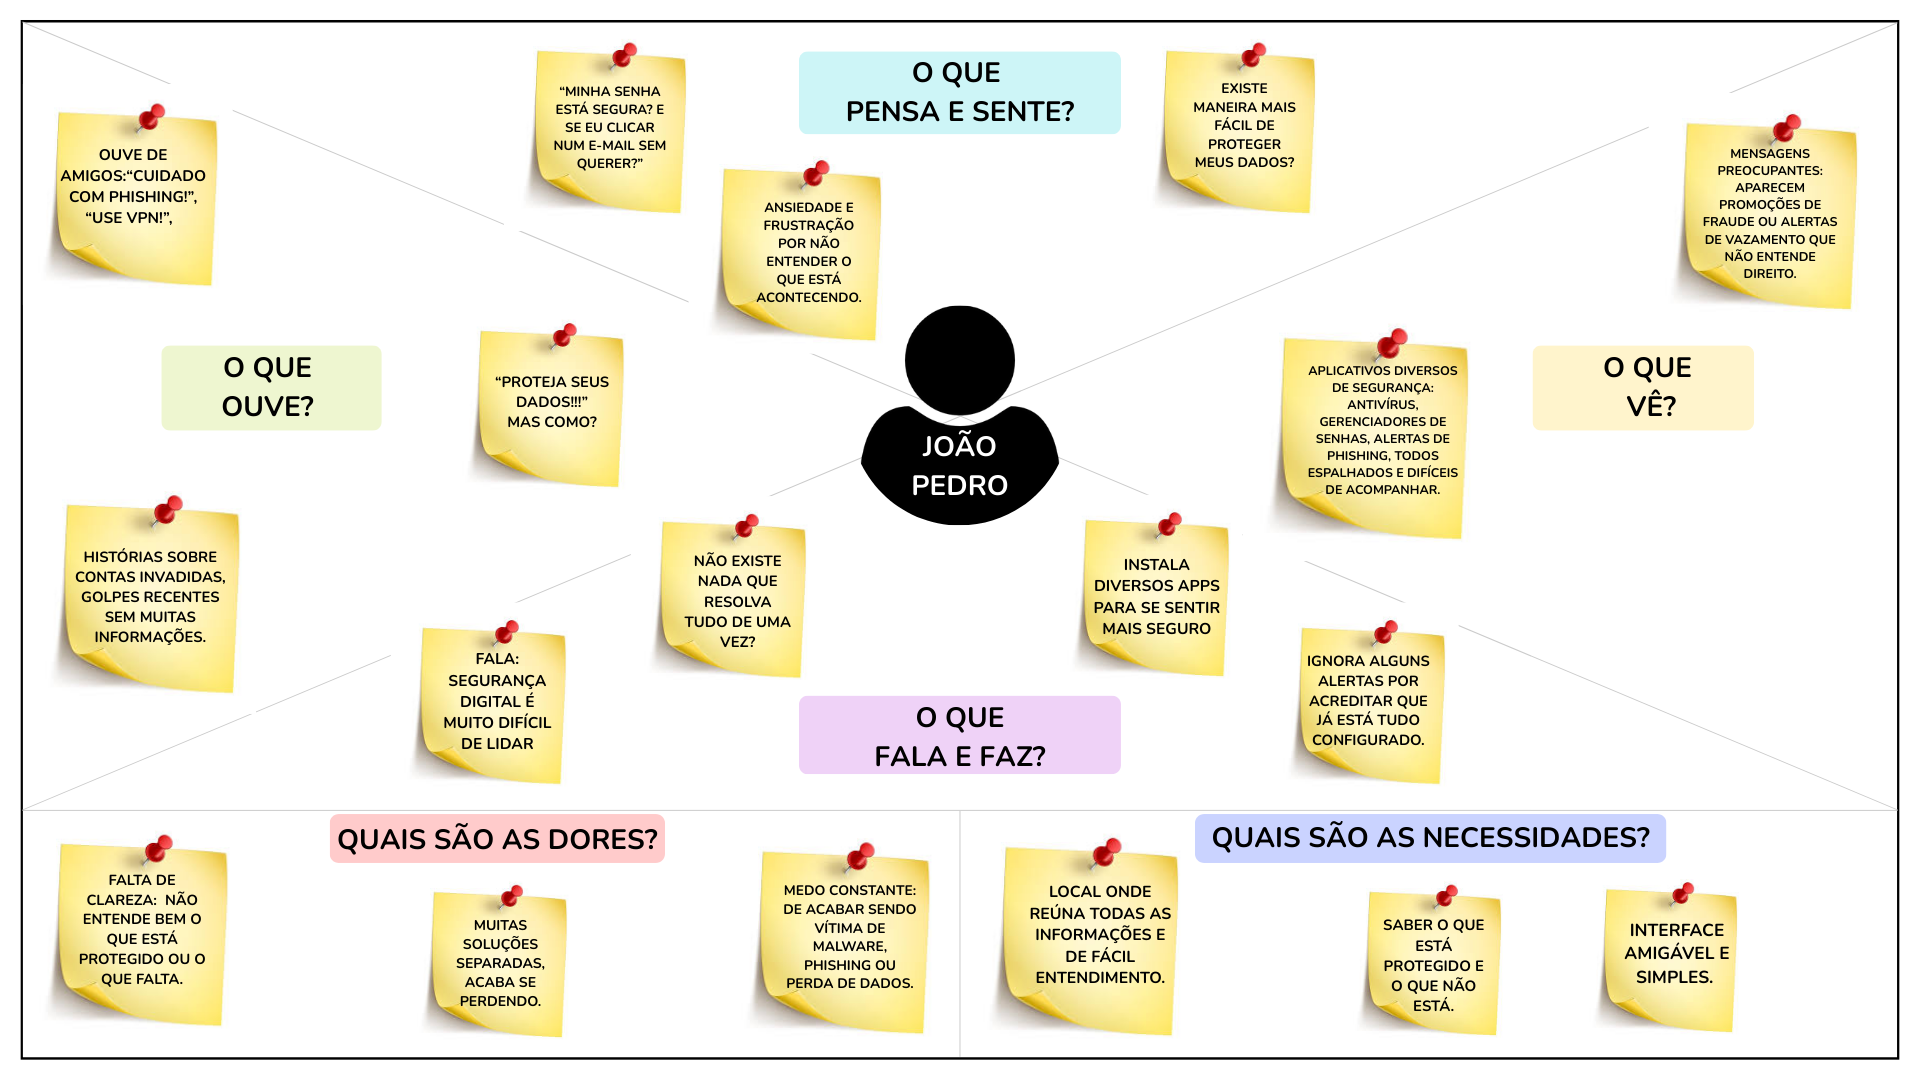 O QUE
PENSA E SENTE?
“MINHA SENHA
ESTÁ SEGURA? E
SE EU CLICAR
NUM E-MAIL SEM
QUERER?”
ANSIEDADE E
FRUSTRAÇÃO
POR NÃO
ENTENDER O
QUE ESTÁ
ACONTECENDO.
EXISTE
MANEIRA MAIS
FÁCIL DE
PROTEGER
MEUS DADOS?
OUVE DE
AMIGOS:“CUIDADO
COM PHISHING!”,
“USE VPN!”,
O QUE
OUVE?
“PROTEJA SEUS
DADOS!!!”
MAS COMO?
HISTÓRIAS SOBRE
CONTAS INVADIDAS,
GOLPES RECENTES
SEM MUITAS
INFORMAÇÕES.
JOÃO
PEDRO
MENSAGENS
PREOCUPANTES:
APARECEM
PROMOÇÕES DE
FRAUDE OU ALERTAS
DE VAZAMENTO QUE
NÃO ENTENDE
DIREITO.
O QUE
VÊ?
APLICATIVOS DIVERSOS
DE SEGURANÇA:
ANTIVÍRUS,
GERENCIADORES DE
SENHAS, ALERTAS DE
PHISHING, TODOS
ESPALHADOS E DIFÍCEIS
DE ACOMPANHAR.
NÃO EXISTE
NADA QUE
RESOLVA
TUDO DE UMA
VEZ?
FALA:
SEGURANÇA
DIGITAL É
MUITO DIFÍCIL
DE LIDAR
O QUE
FALA E FAZ?
INSTALA
DIVERSOS APPS
PARA SE SENTIR
MAIS SEGURO
IGNORA ALGUNS
ALERTAS POR
ACREDITAR QUE
JÁ ESTÁ TUDO
CONFIGURADO.
QUAIS SÃO AS DORES?
FALTA DE
CLAREZA:  NÃO
ENTENDE BEM O
QUE ESTÁ
PROTEGIDO OU O
QUE FALTA.
MUITAS
SOLUÇÕES
SEPARADAS,
ACABA SE
PERDENDO.
MEDO CONSTANTE:
DE ACABAR SENDO
VÍTIMA DE
MALWARE,
PHISHING OU
PERDA DE DADOS.
QUAIS SÃO AS NECESSIDADES?
LOCAL ONDE
REÚNA TODAS AS
INFORMAÇÕES E
DE FÁCIL
ENTENDIMENTO.
SABER O QUE
ESTÁ
PROTEGIDO E
O QUE NÃO
ESTÁ.
INTERFACE
AMIGÁVEL E
SIMPLES.